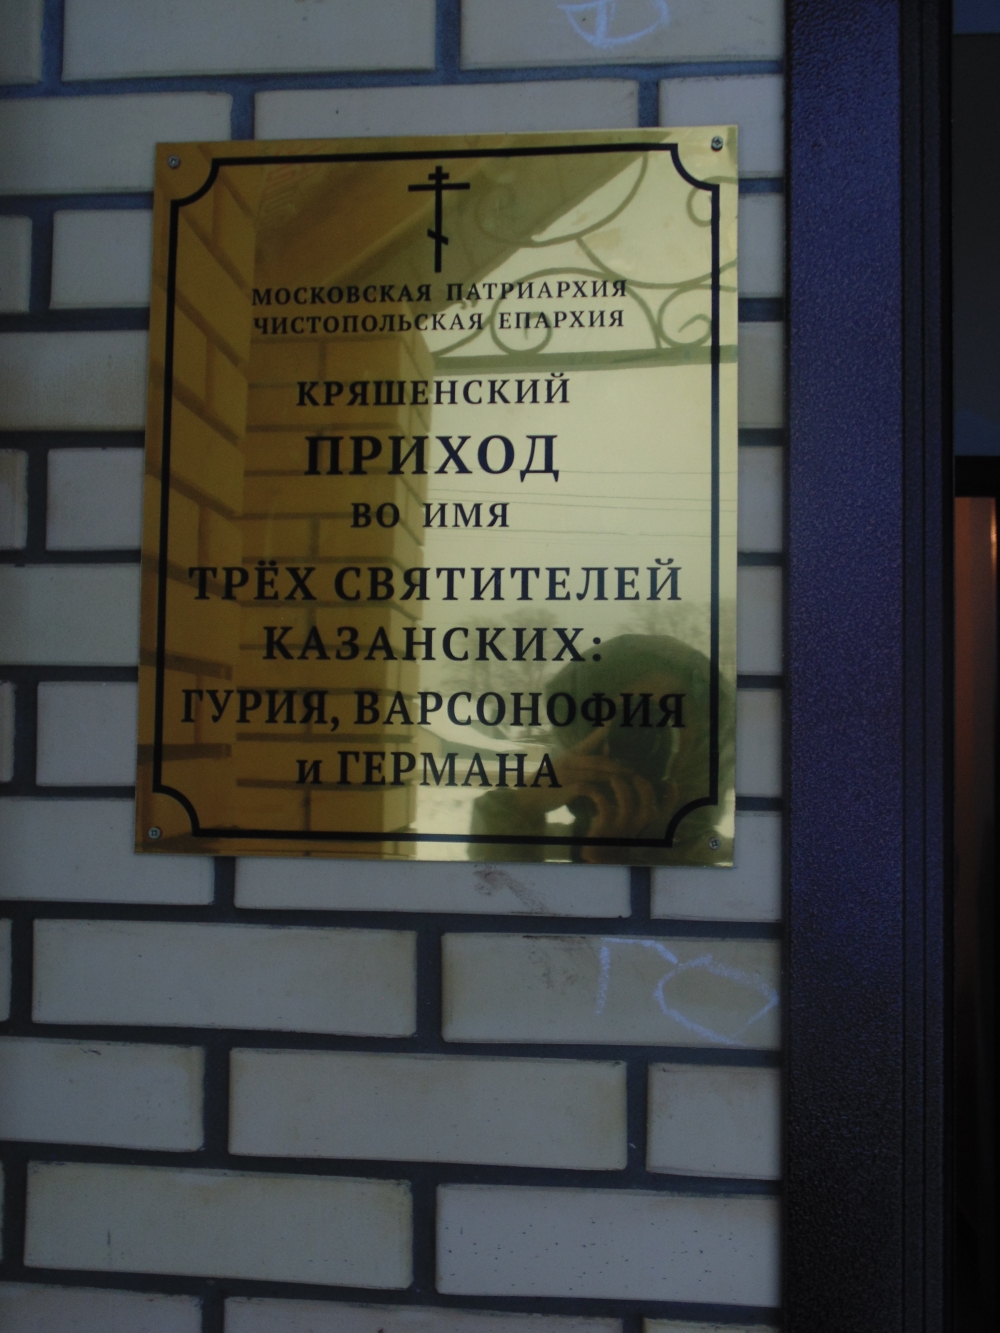 МОСКОВСКАЯ ПАТРИАРХИЯ
ЧИСТОПОЛЬСКАЯ ЕПАРХИЯ
КРЯШЕНСКИЙ
ПРИХОД
ВО ИМЯ
ТРЁХ СВЯТИТЕЛЕЙ
КАЗАНСКИХ:
ГУРИЯ, ВАРСОНОФИЯ
и ГЕРМАНА